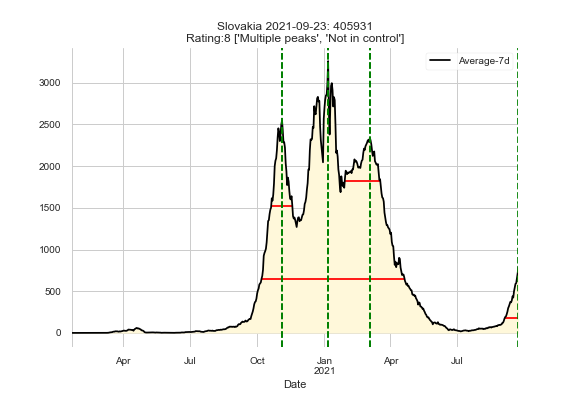 Slovakia 2021-09-23: 405931
Rating:8 ['Multiple peaks', 'Not in control']
Average-7d
3000
2500
2000
1500
1000
500
0
Apr Jul Oct Jan Apr Jul
2021
Date